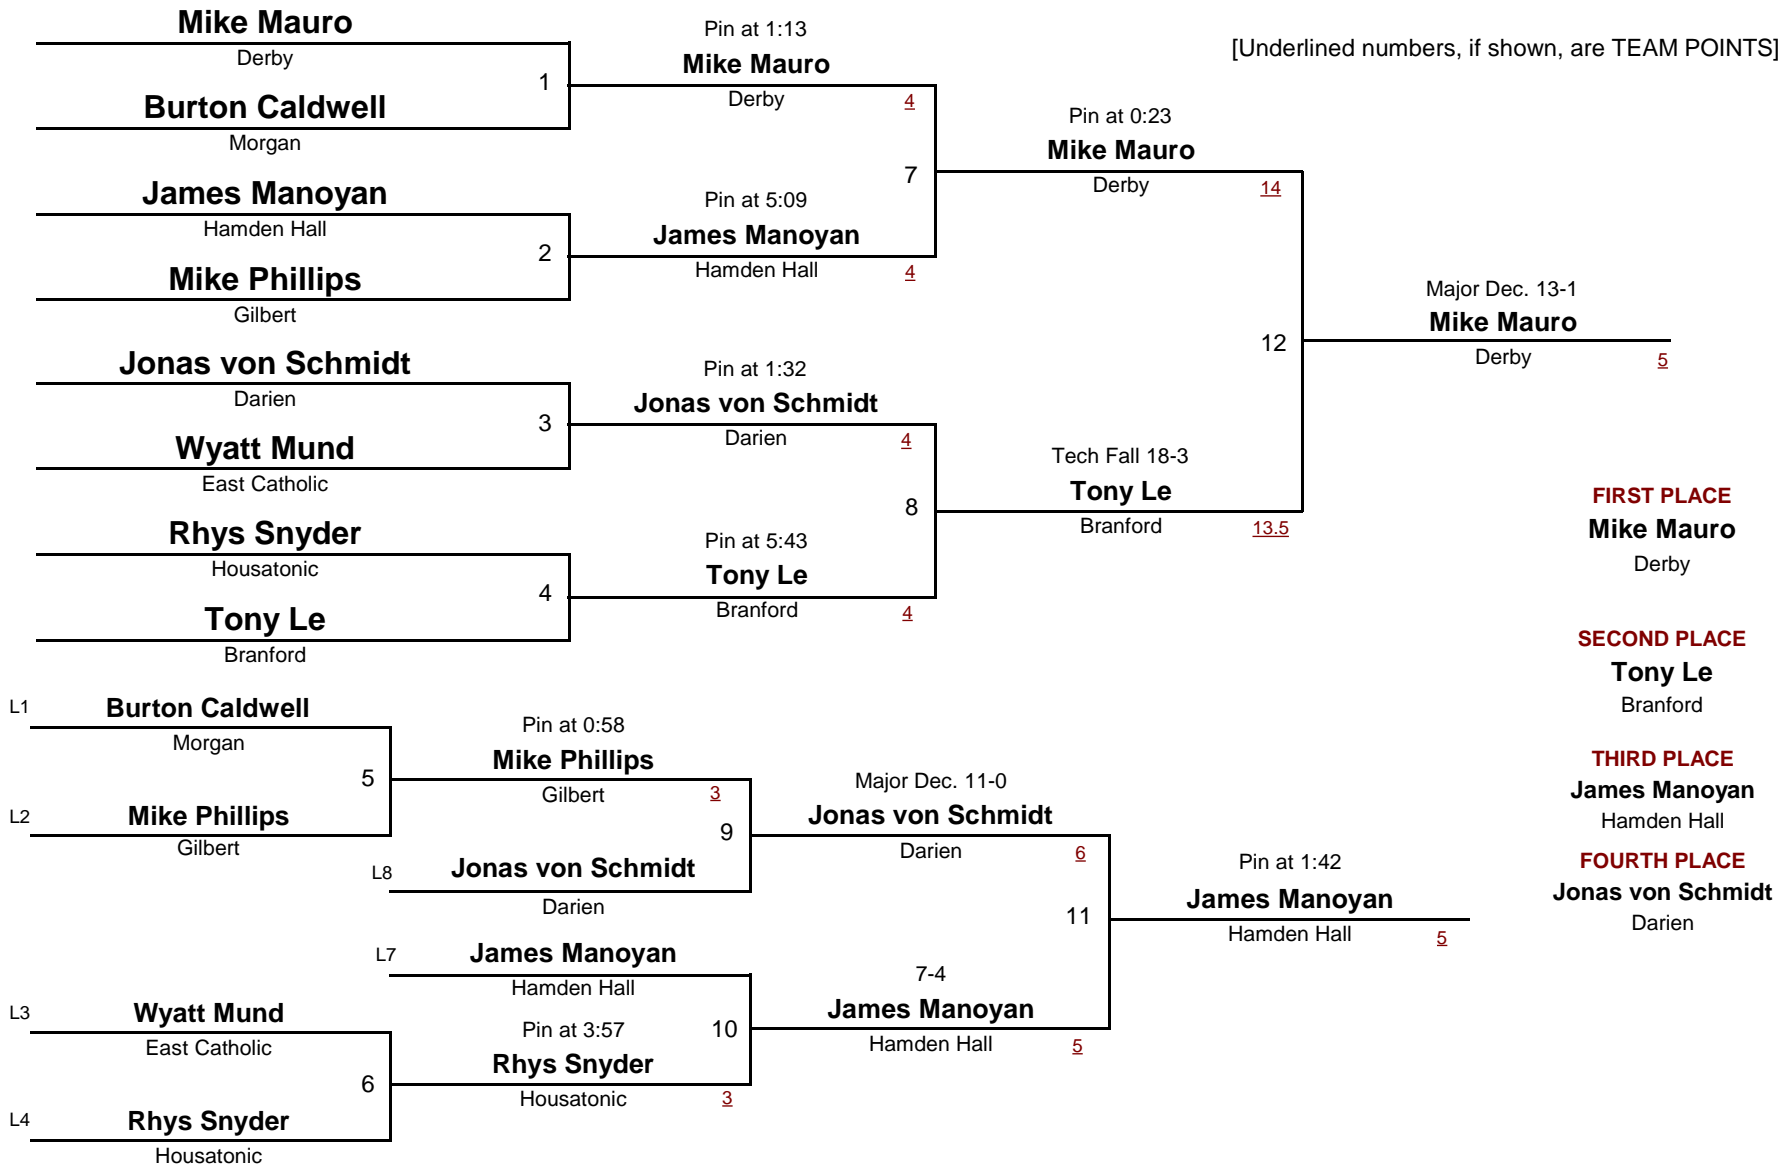 Mike Mauro
Derby
1
Burton Caldwell
Morgan
James Manoyan
Hamden Hall
2
Mike Phillips
Gilbert
Jonas von Schmidt
Darien
3
Wyatt Mund
East Catholic
Rhys Snyder
Housatonic
4
Tony Le
Branford
Pin at 1:13
Mike Mauro
Derby 4
7
Pin at 5:09
James Manoyan
Hamden Hall 4
Pin at 1:32
Jonas von Schmidt
Darien 4
8
Pin at 5:43
Tony Le
Branford 4
[Underlined numbers, if shown, are TEAM POINTS]
Pin at 0:23
Mike Mauro
Derby 14
12
Tech Fall 18-3
Tony Le
Branford 13.5
Major Dec. 13-1
Mike Mauro
Derby 5
FIRST PLACE
Mike Mauro
Derby
SECOND PLACE
Tony Le
Branford
THIRD PLACE
James Manoyan
Hamden Hall
FOURTH PLACE
Jonas von Schmidt
Darien
L1 Burton Caldwell
Morgan
5
L2 Mike Phillips
Gilbert
Pin at 0:58
Mike Phillips
Gilbert 3
9
L8 Jonas von Schmidt
Darien
L7 James Manoyan
Hamden Hall
L3 Wyatt Mund
East Catholic
6
L4 Rhys Snyder
Housatonic
Pin at 3:57 10
Rhys Snyder
Housatonic 3
Major Dec. 11-0
Jonas von Schmidt
Darien 6
11
7-4
James Manoyan
Hamden Hall 5
Pin at 1:42
James Manoyan
Hamden Hall 5